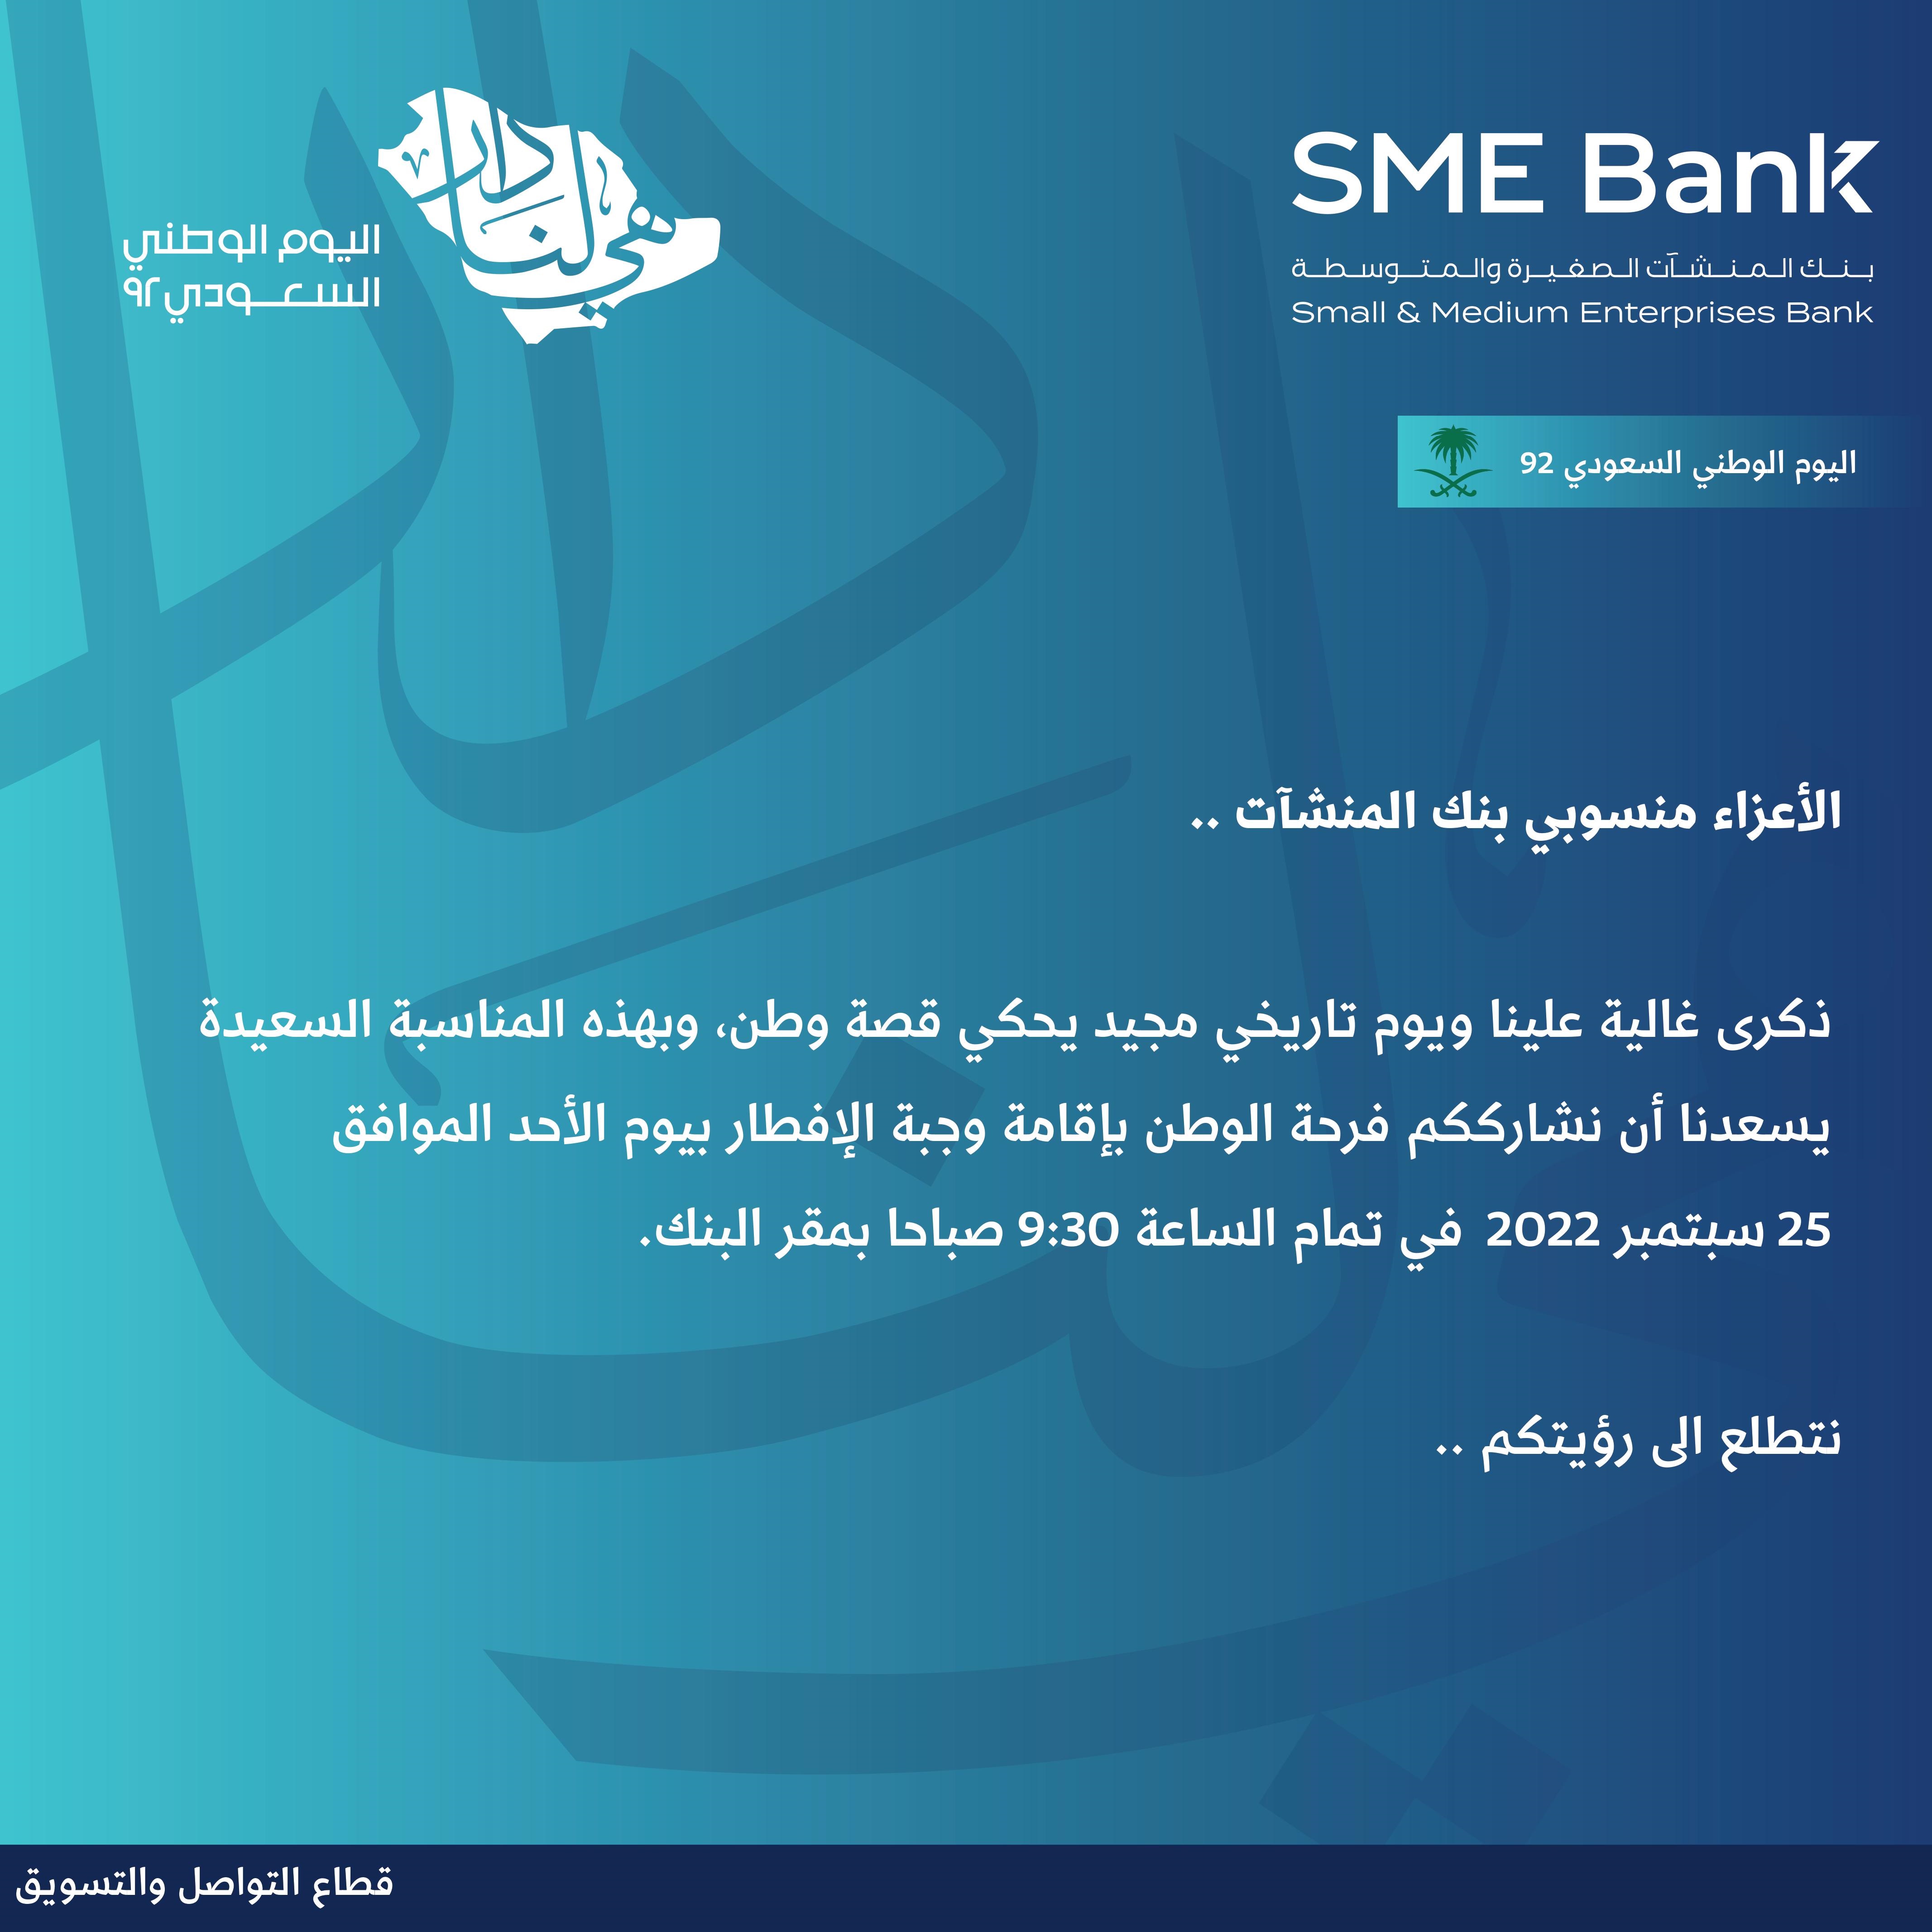 SME Bank
بنك المنشآت الصغيرة والمتوسطة
Small & Medium Enterprises Bank
هي لنا دار
اليوم الوطني
السعودي ٩٢
اليوم الوطني السعودي 92
الأعزاء منسوبي بنك المنشآت ..
ذكرى غالية علينا ويوم تاريخي مجيد يحكي قصة وطن، وبهذه المناسبة السعيدة
يسعدنا أن نشارككم فرحة الوطن بإقامة وجبة الإفطار بيوم الأحد الموافق
25 سبتمبر 2022 في تمام الساعة 9:30 صباحا بمقر البنك.
نتطلع الى رؤيتكم ..
قطاع التواصل والتسويق